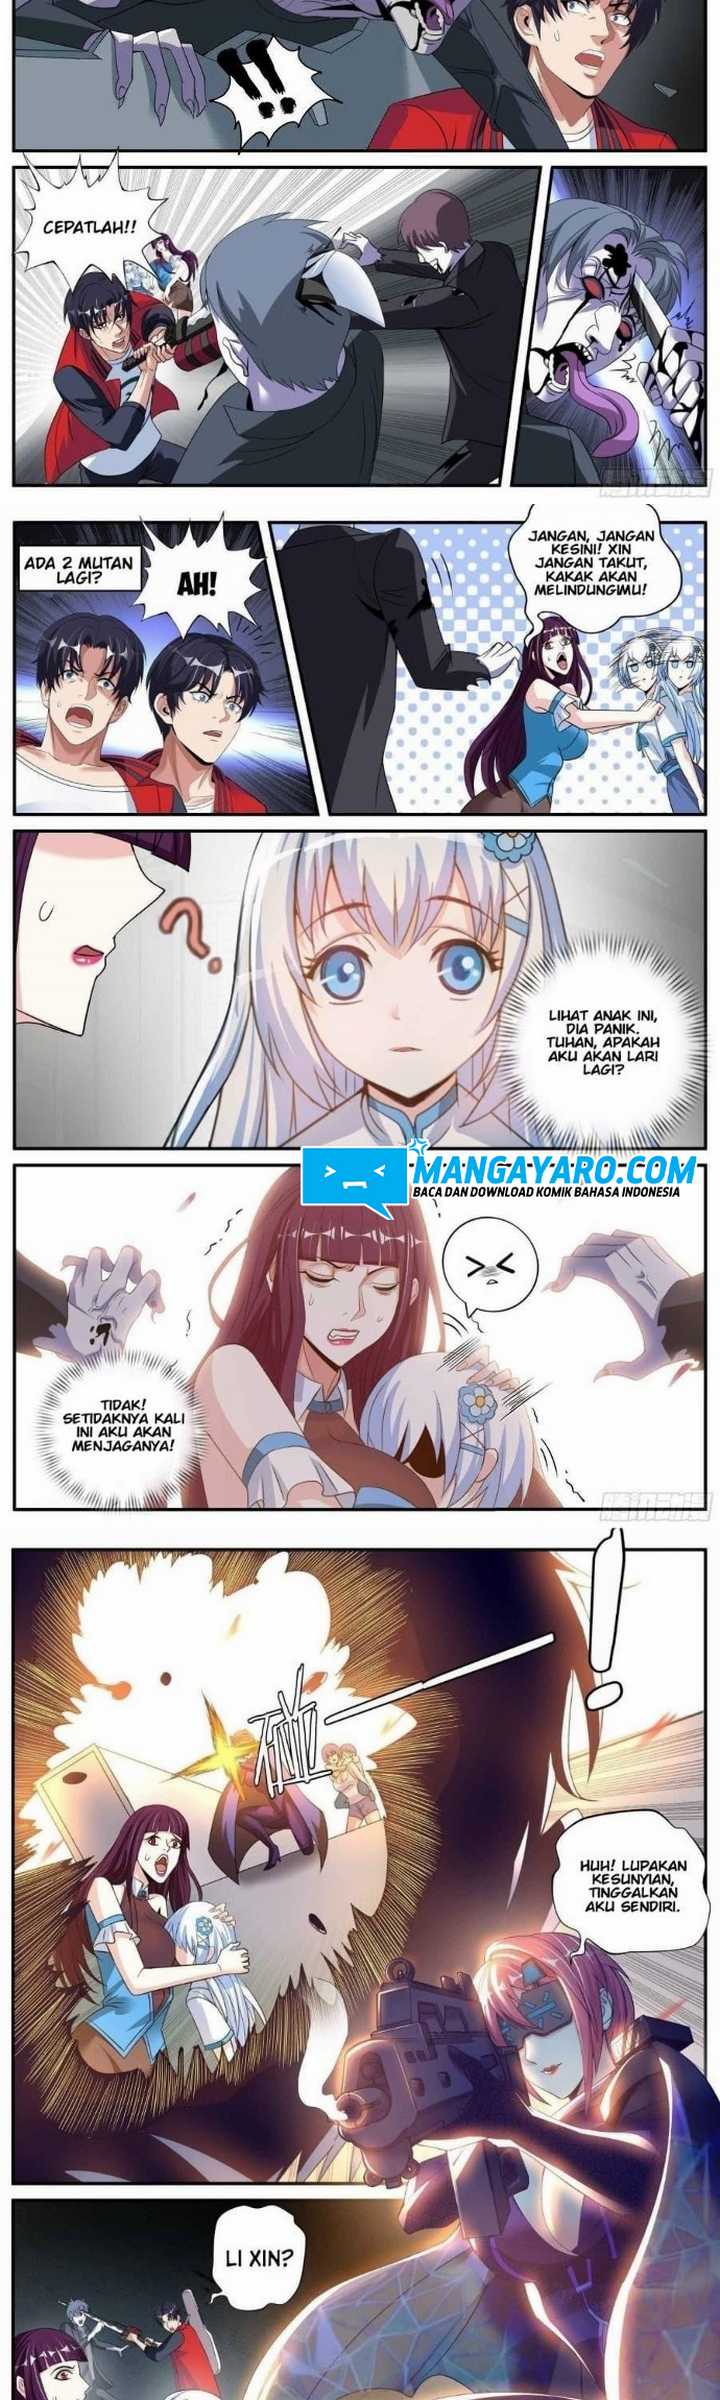 !!
CEPATLAH!!
ADA 2 MUTAN
LAGI?
AH!
JANGAN, JANGAN
KESINI! XIN
JANGAN TAKUT,
KAKAK AKAN
MELINDUNGIMU!
?
LIHAT ANAK INI,
DIA PANIK.
TUHAN, APAKAH
AKU AKAN LARI
LAGI?
MANGAYARO.COM
BACA DAN DOWNLOAD KOMIK BAHASA INDONESIA
TIDAK!
SETIDAKNYA KALI
INI AKU AKAN
MENJAGANYA!
!
HUH! LUPAKAN
KESUNYIAN,
TINGGALKAN
AKU SENDIRI.
LI XIN?